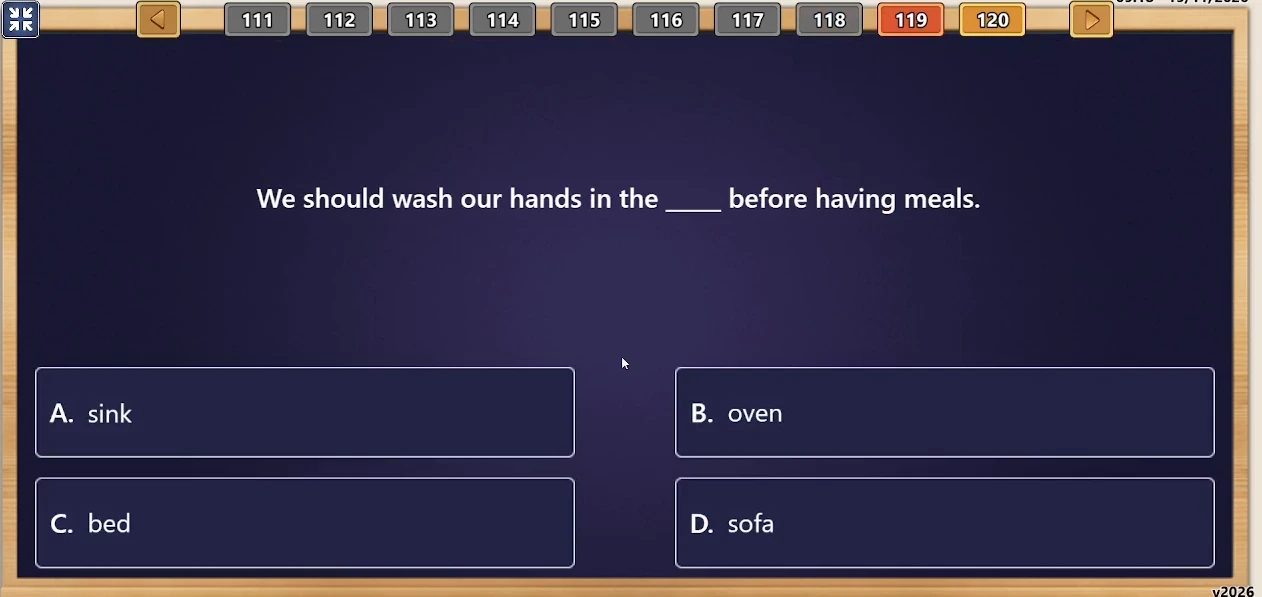 111 112 113 114 115 116 117 118 119 120
We should wash our hands in the _____ before having meals.
A. sink
B. oven
C. bed
D. sofa
v2026